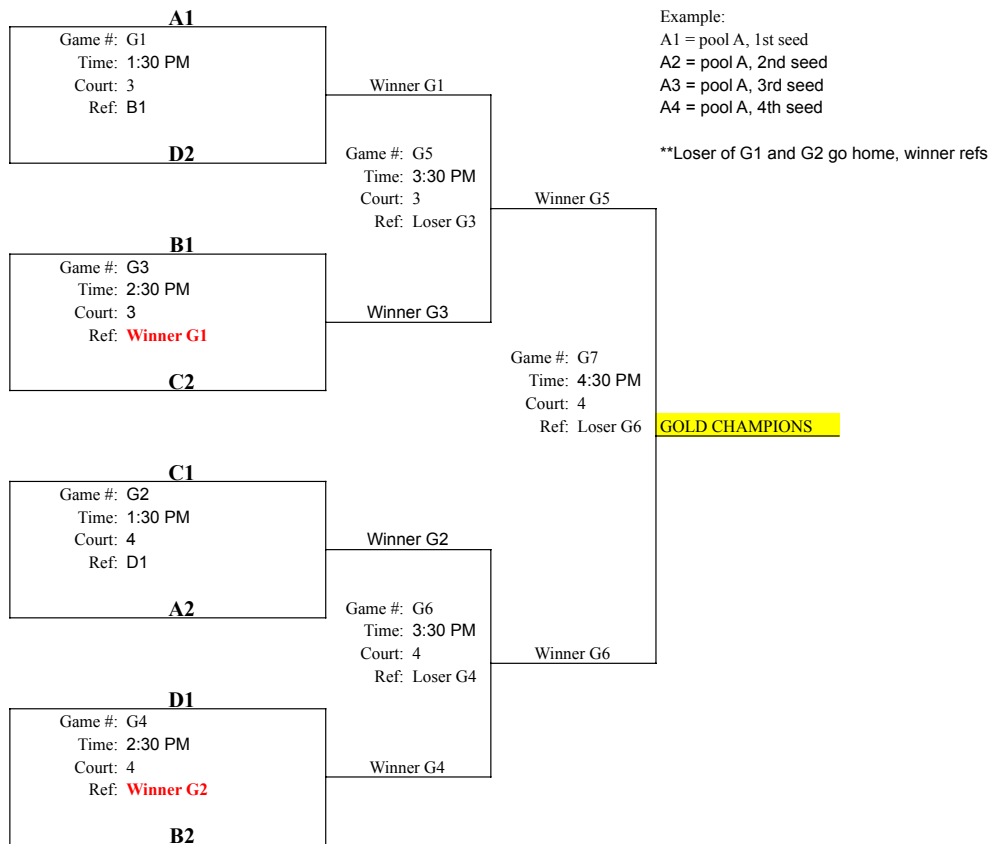 A1
Game #: G1
Time: 1:30 PM
Court: 3
Ref: B1
D2
Winner G1
Game #: G5
Time: 3:30 PM
Court: 3
Ref: Loser G3
Winner G5
B1
Game #: G3
Time: 2:30 PM
Court: 3
Ref: Winner G1
C2
Winner G3
Game #: G7
Time: 4:30 PM
Court: 4
Ref: Loser G6
GOLD CHAMPIONS
C1
Game #: G2
Time: 1:30 PM
Court: 4
Ref: D1
A2
Winner G2
Game #: G6
Time: 3:30 PM
Court: 4
Ref: Loser G4
Winner G6
D1
Game #: G4
Time: 2:30 PM
Court: 4
Ref: Winner G2
B2
Winner G4
Example:
A1 = pool A, 1st seed
A2 = pool A, 2nd seed
A3 = pool A, 3rd seed
A4 = pool A, 4th seed
**Loser of G1 and G2 go home, winner refs